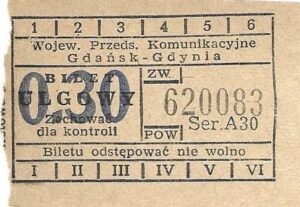 1 2 3 4 5 6
Wojew. Przeds. Komunikacyjne
Gdańsk-Gdynia
BILET
ULGOWY
0.30
Zachować
dla kontroli
ZW.
620083
POW
Ser.A30
Biletu odstępować nie wolno
I II III IV V VI